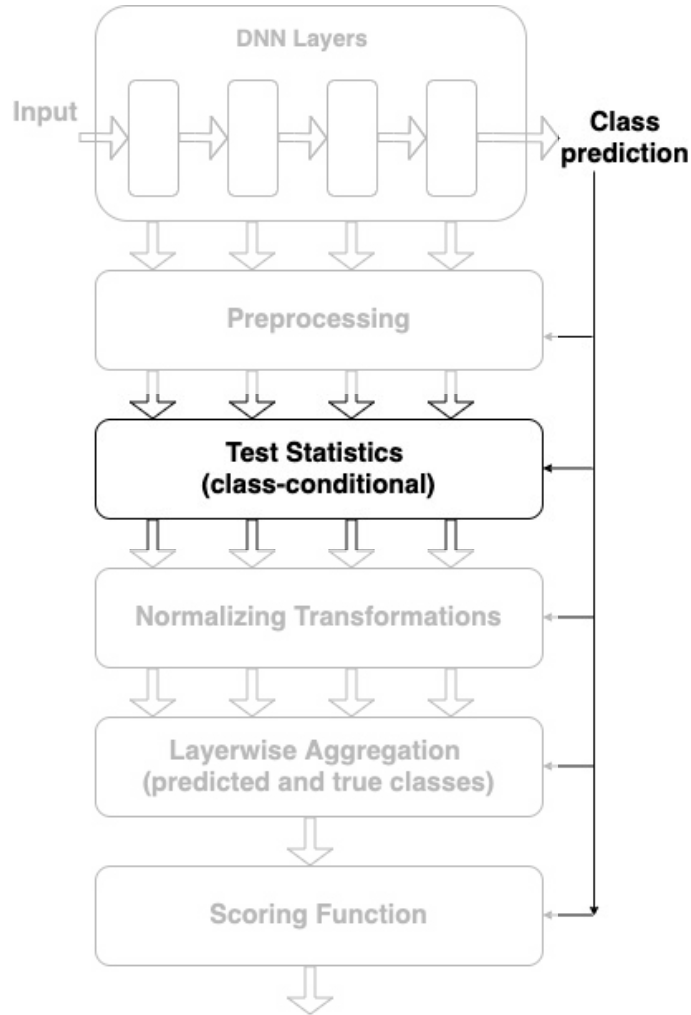 DNN Layers
Input
Class
prediction
Preprocessing
Test Statistics
(class-conditional)
Normalizing Transformations
Layerwise Aggregation
(predicted and true classes)
Scoring Function